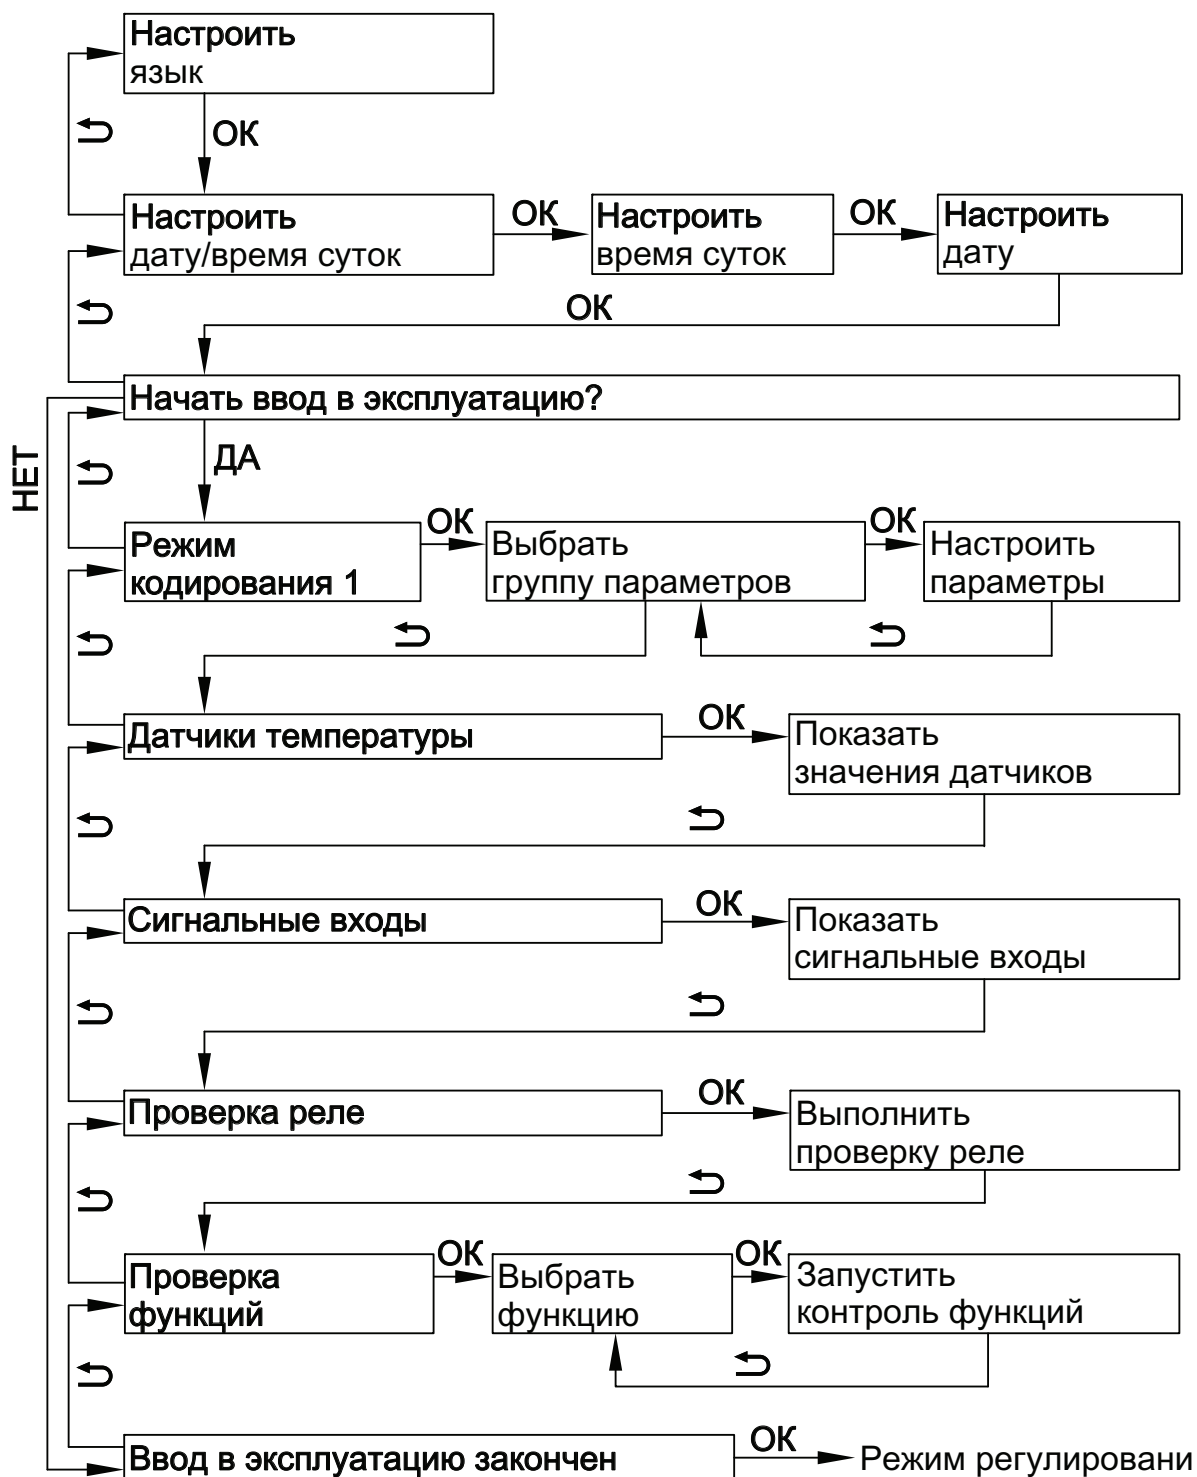 Настроить
язык
ОК
Настроить
дату/время суток
ОК
Настроить
время суток
ОК
Настроить
дату
ОК
Начать ввод в эксплуатацию?
НЕТ
ДА
Режим
кодирования 1
ОК
Выбрать
группу параметров
ОК
Настроить
параметры
Датчики температуры
ОК
Показать
значения датчиков
Сигнальные входы
ОК
Показать
сигнальные входы
Проверка реле
ОК
Выполнить
проверку реле
Проверка
функций
ОК
Выбрать
функцию
ОК
Запустить
контроль функций
Ввод в эксплуатацию закончен
ОК
Режим регулировани